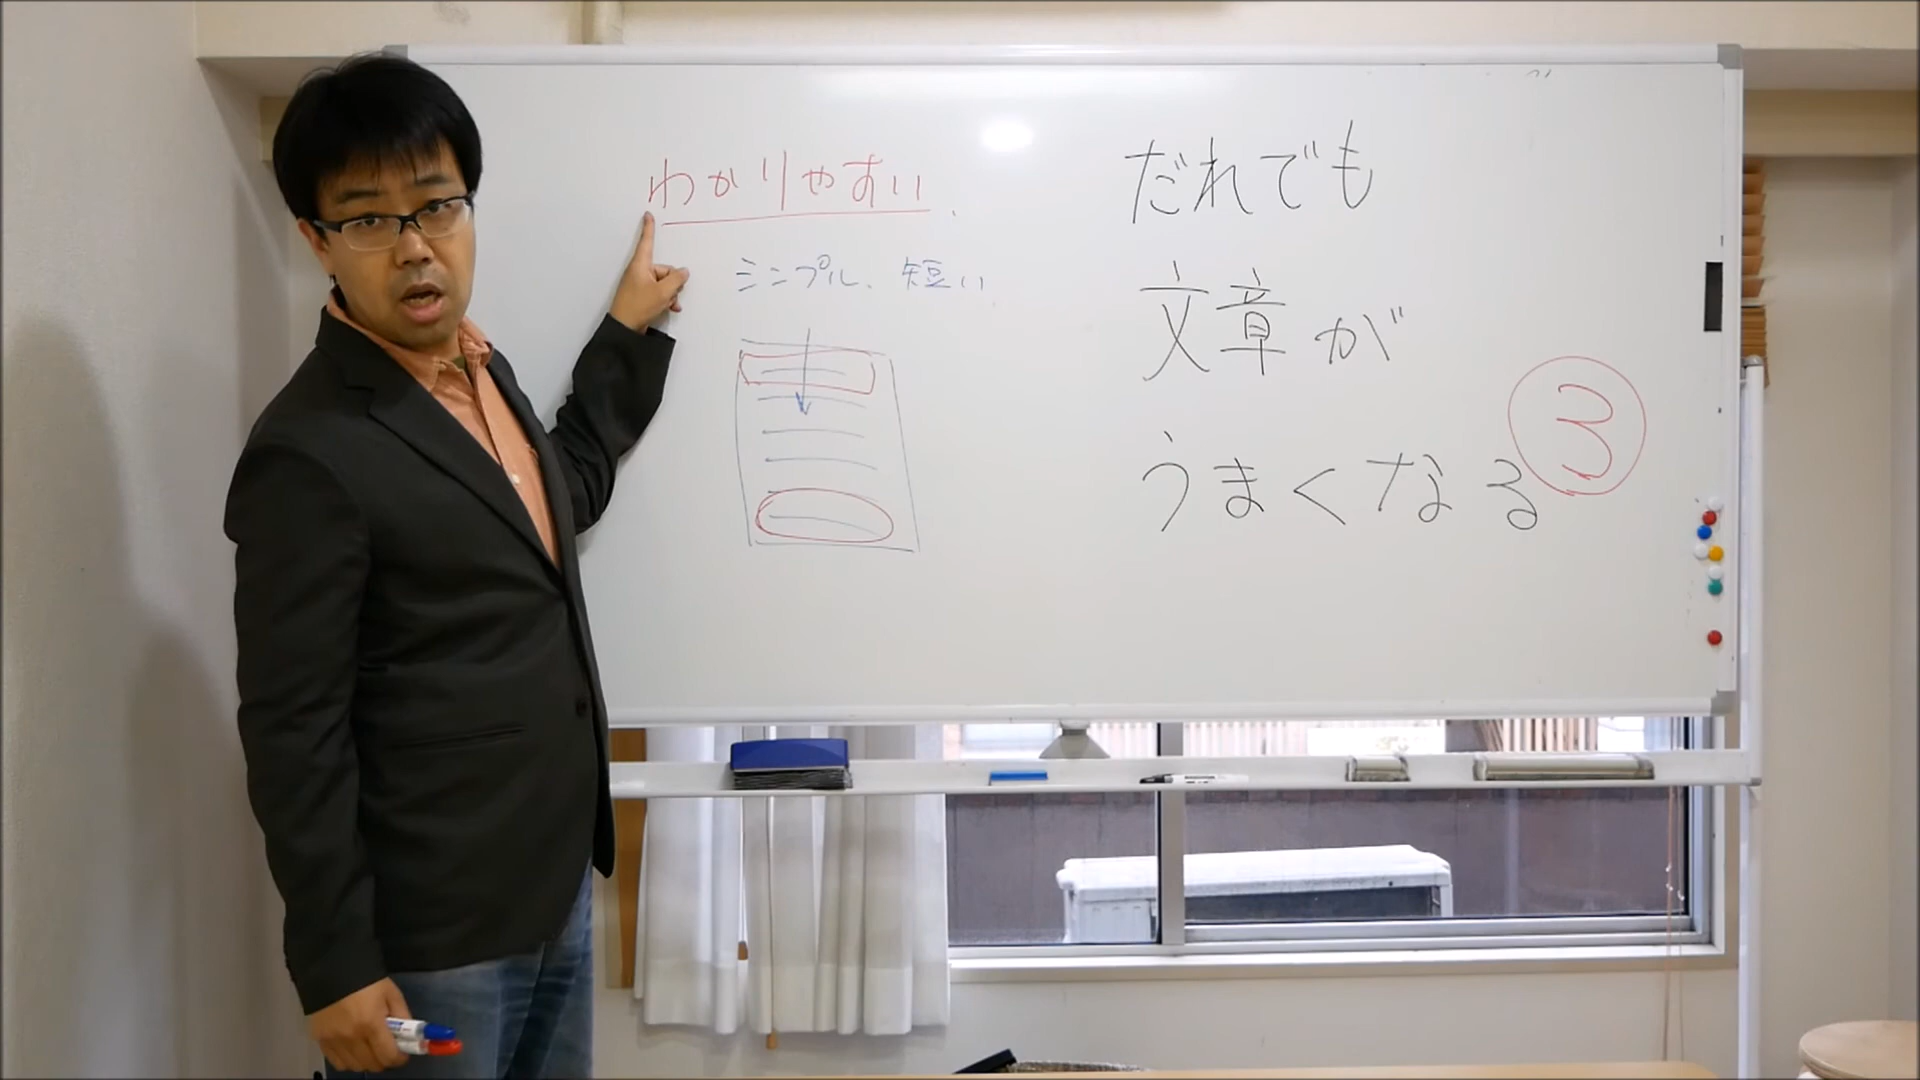 わかりやすい.
シンプル、短い.
だれでも
文章が
うまくなる
3